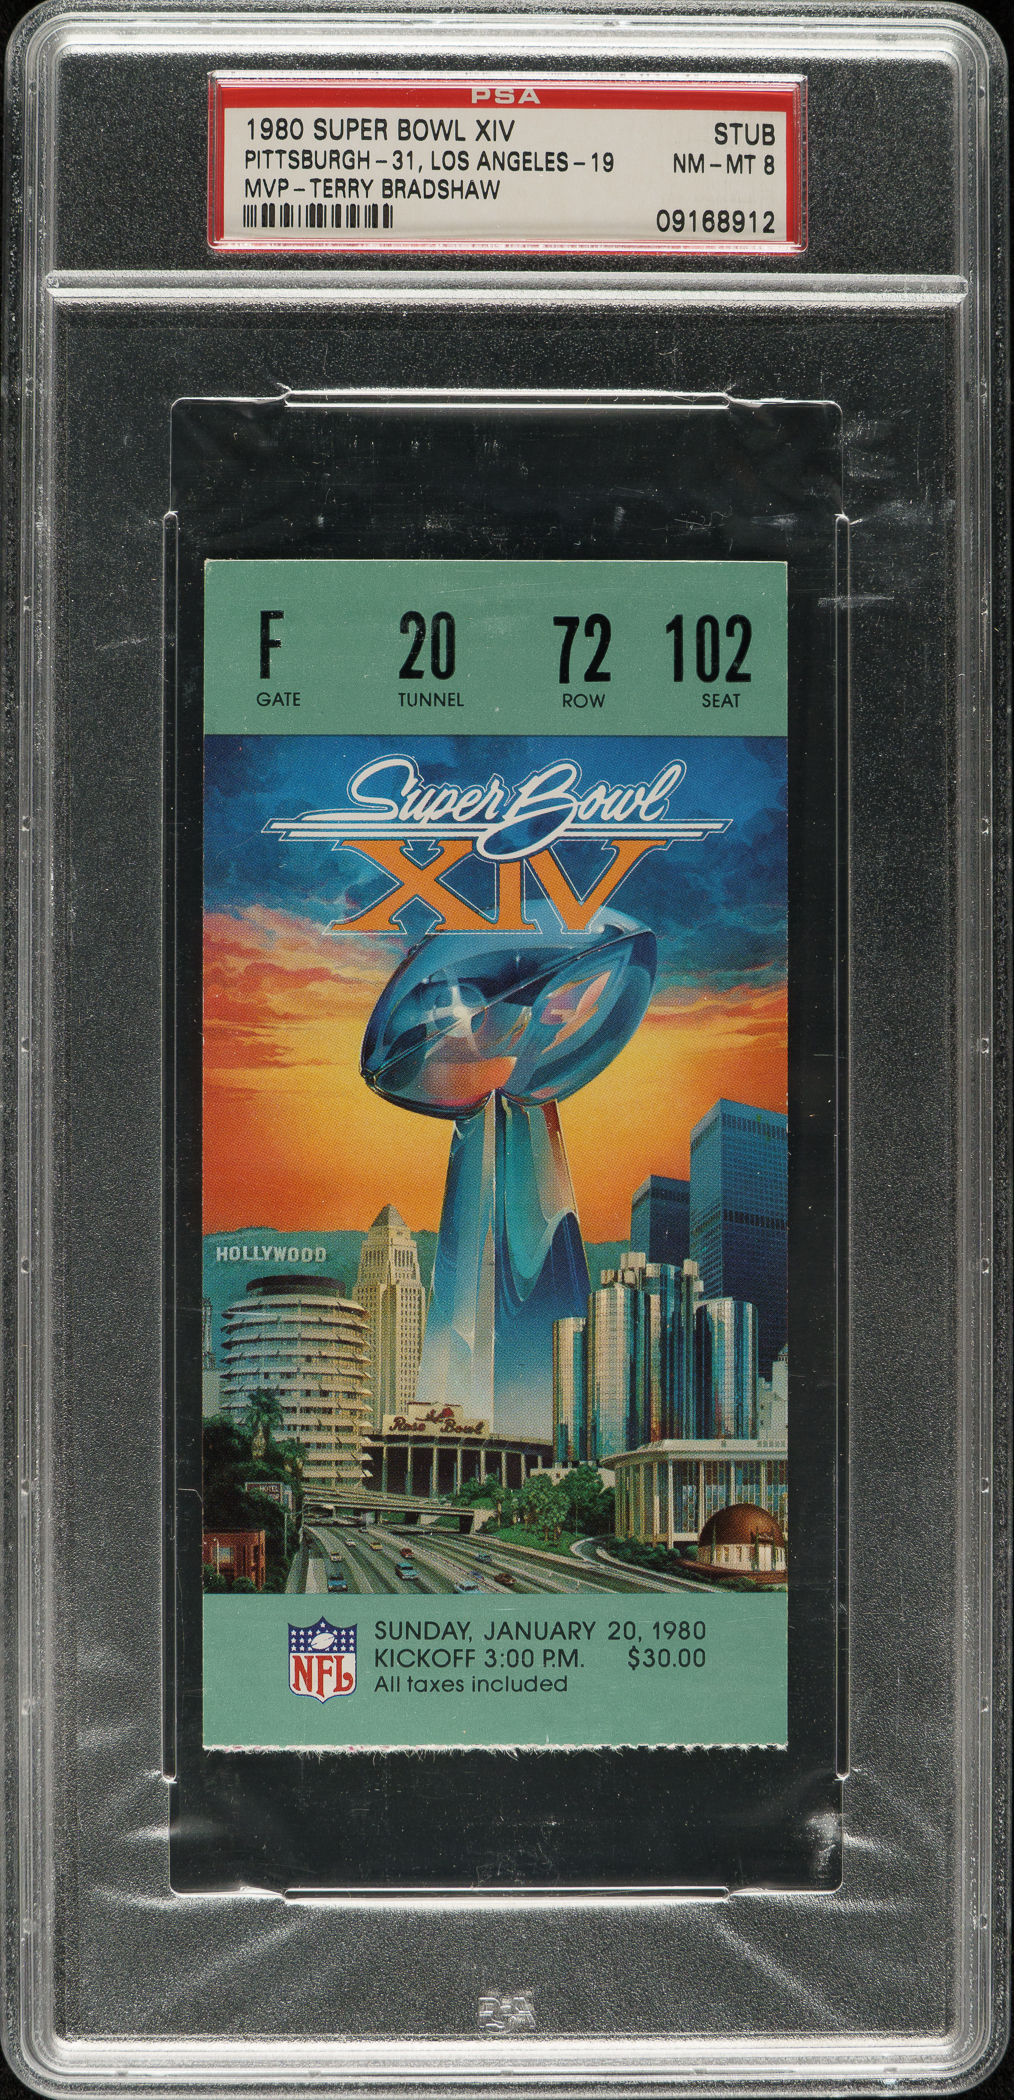 PSA
1980 SUPER BOWL XIV STUB
PITTSBURGH-31, LOS ANGELES-19 NM-MT 8
MVP-TERRY BRADSHAW
09168912
F 20 72 102
GATE TUNNEL ROW SEAT
Super Bowl
XIV
HOLLYWOOD
Rose Bowl
HOTEL
NFL
SUNDAY, JANUARY 20, 1980
KICKOFF 3:00 P.M. $30.00
All taxes included
PSA